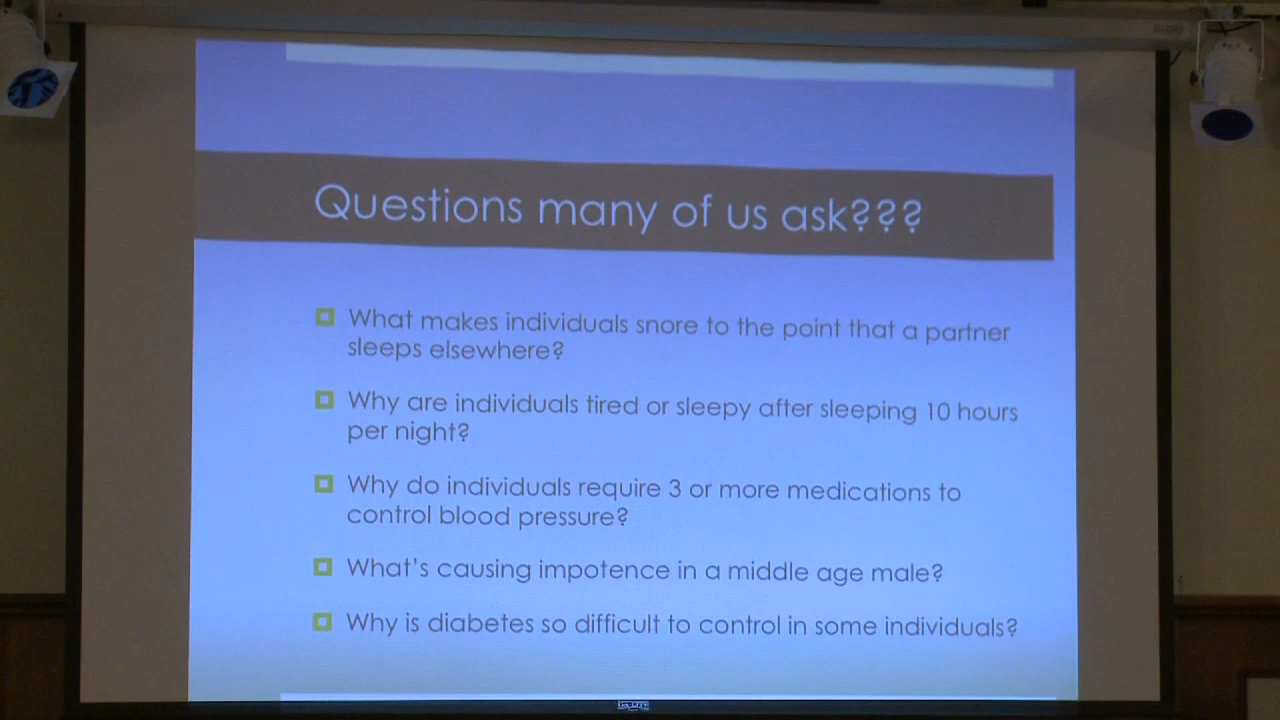 Questions many of us ask???
What makes individuals snore to the point that a partner
sleeps elsewhere?
Why are individuals tired or sleepy after sleeping 10 hours
per night?
Why do individuals require 3 or more medications to
control blood pressure?
What's causing impotence in a middle age male?
Why is diabetes so difficult to control in some individuals?